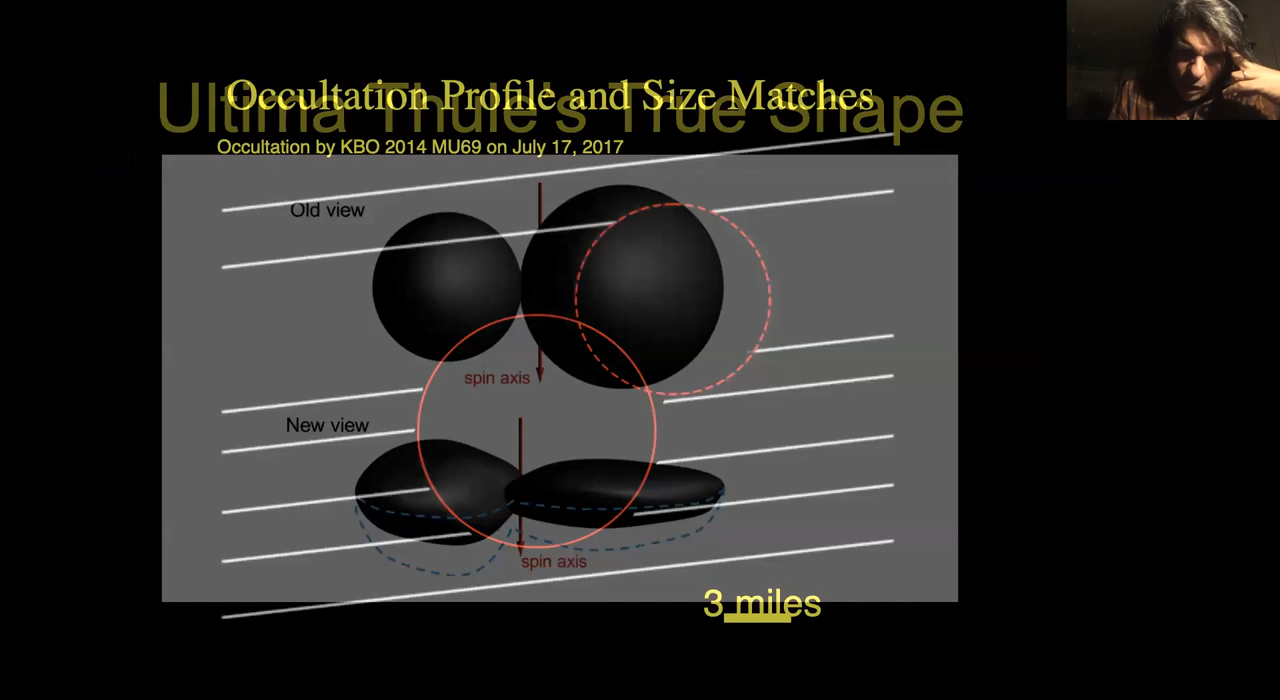 Occultation Profile and Size Matches
Ultima Thule's True Shape
Occultation by KBO 2014 MU69 on July 17, 2017
Old view
spin axis
New view
spin axis
3 miles